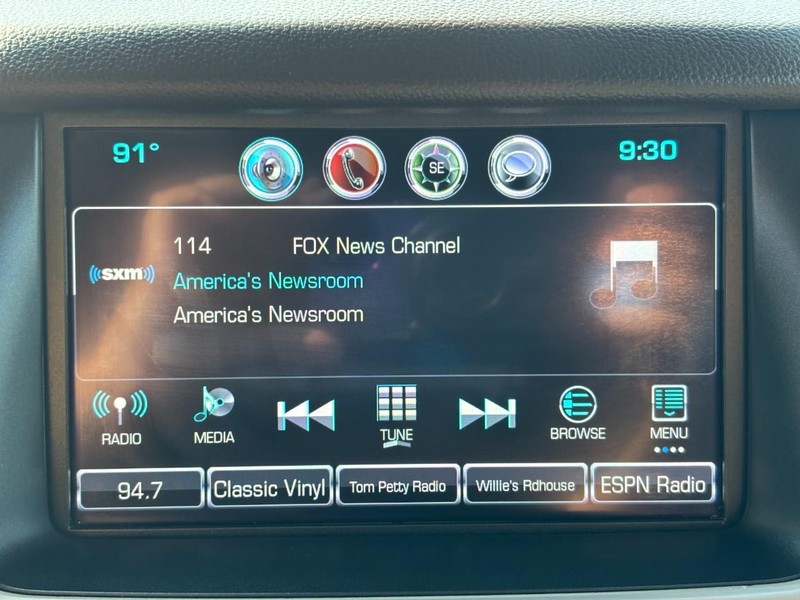 91°
SE
9:30
114 FOX News Channel
((sxm))
America's Newsroom
America's Newsroom
RADIO
MEDIA
TUNE
BROWSE
MENU
94.7
Classic Vinyl
Tom Petty Radio
Willie's Rdhouse
ESPN Radio